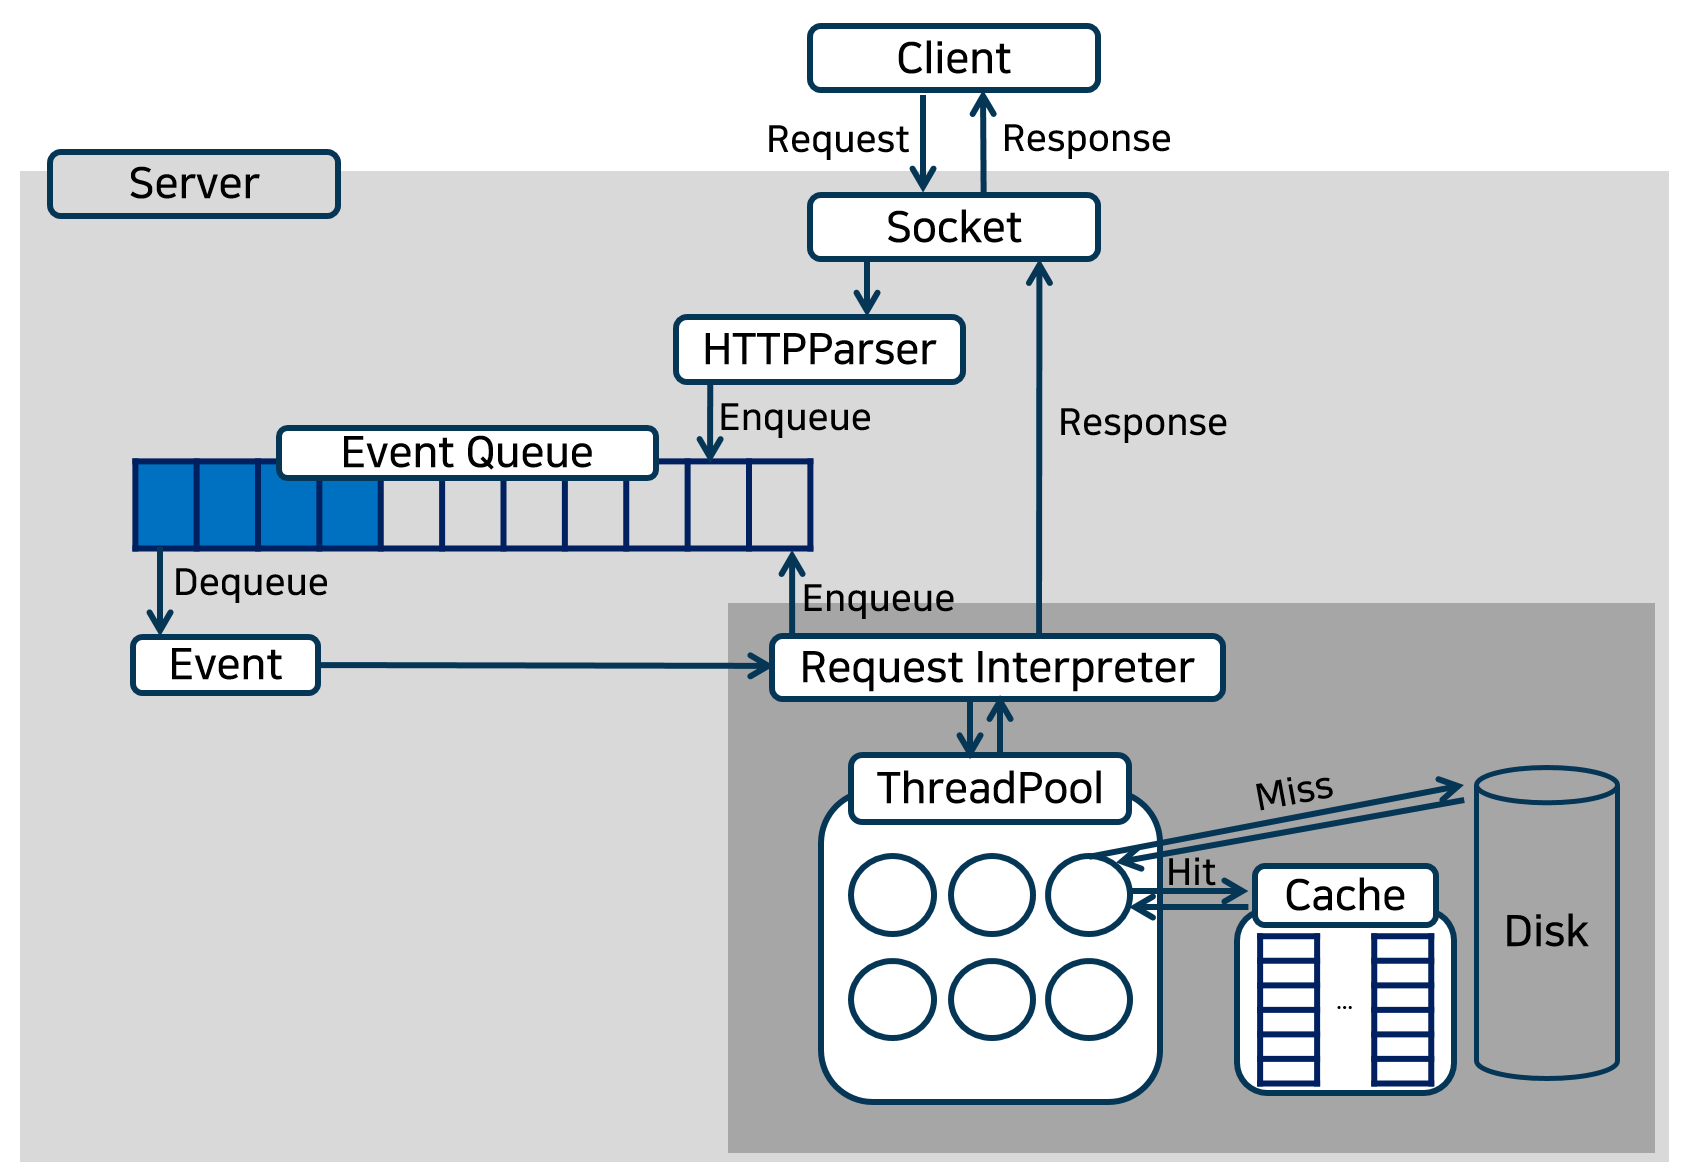 Client
Request
Response
Server
Socket
HTTPParser
Enqueue
Response
Event Queue
Dequeue
Enqueue
Event
Request Interpreter
ThreadPool
Miss
Hit
Cache
Disk
...